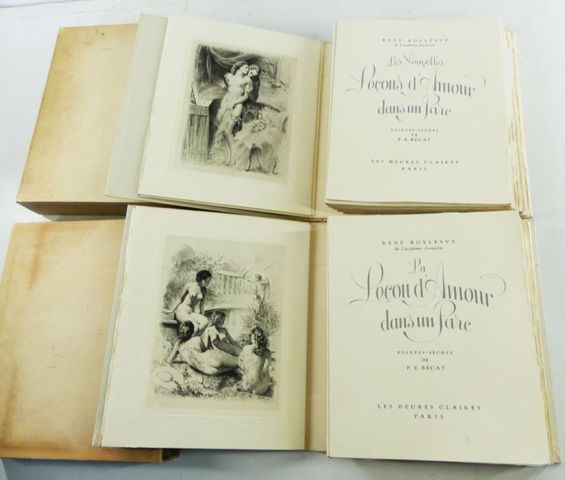 RENÉ BOYLESVE
de l'académie française
Les Nouvelles
Leçons d'Amour
dans un Parc
POINTES-SÈCHES
DE
P. E. BÉCAT
LES HEURES CLAIRES
PARIS
RENÉ BOYLESVE
de l'académie française
La
Leçon d'Amour
dans un Parc
POINTES-SÈCHES
DE
P. E. BÉCAT
LES HEURES CLAIRES
PARIS